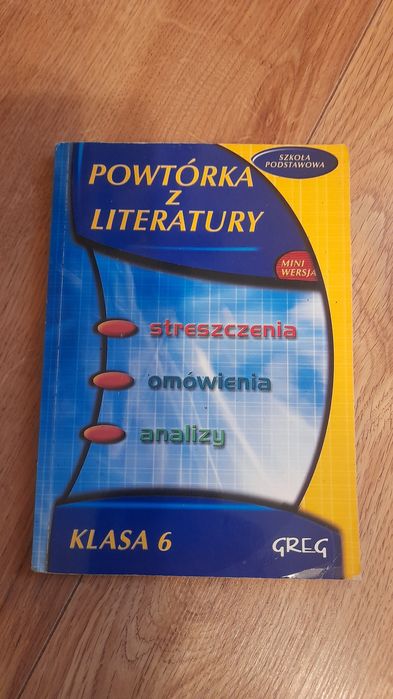 SZKOŁA
PODSTAWOWA
POWTÓRKA
Z
LITERATURY
MINI
WERSJA
streszczenia
omówienia
analizy
KLASA 6
GREG